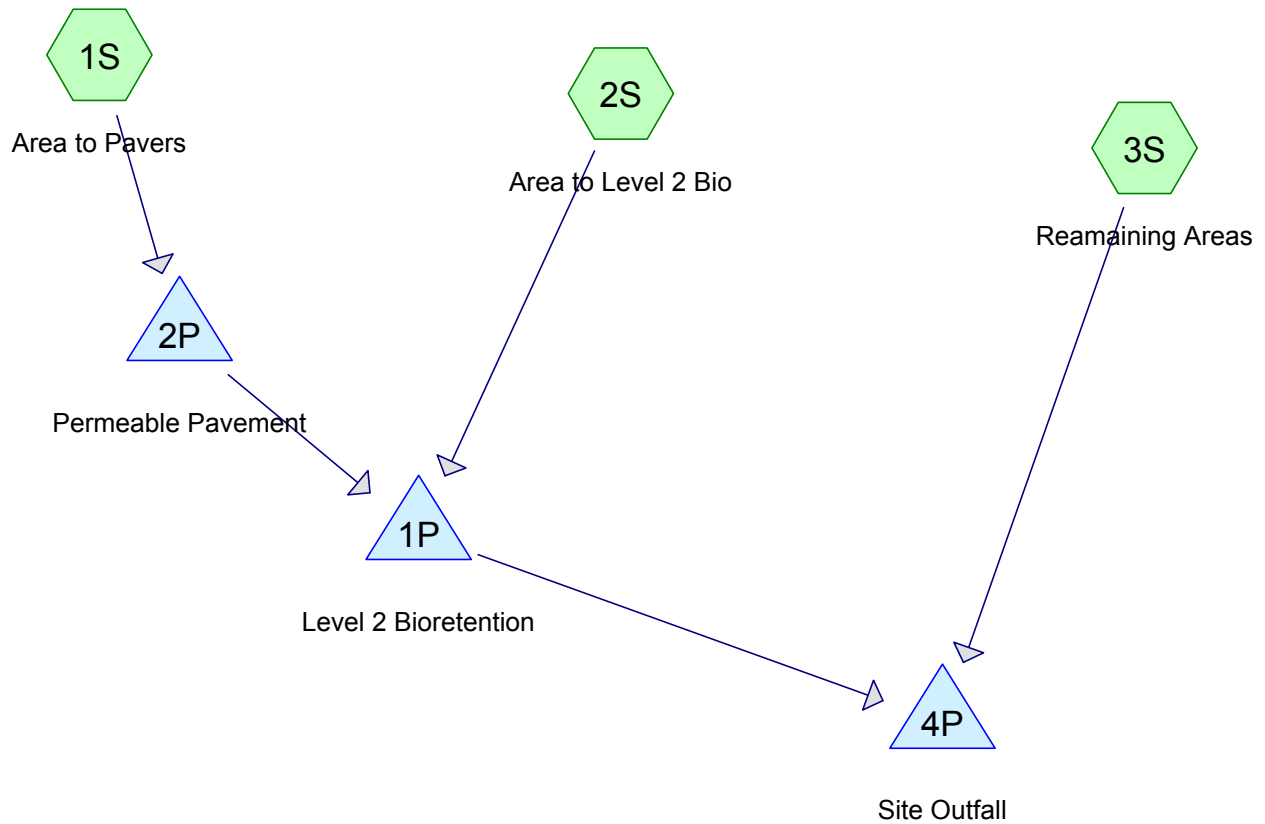 1S
Area to Pavers
2S
Area to Level 2 Bio
3S
Reamaining Areas
2P
Permeable Pavement
1P
Level 2 Bioretention
4P
Site Outfall